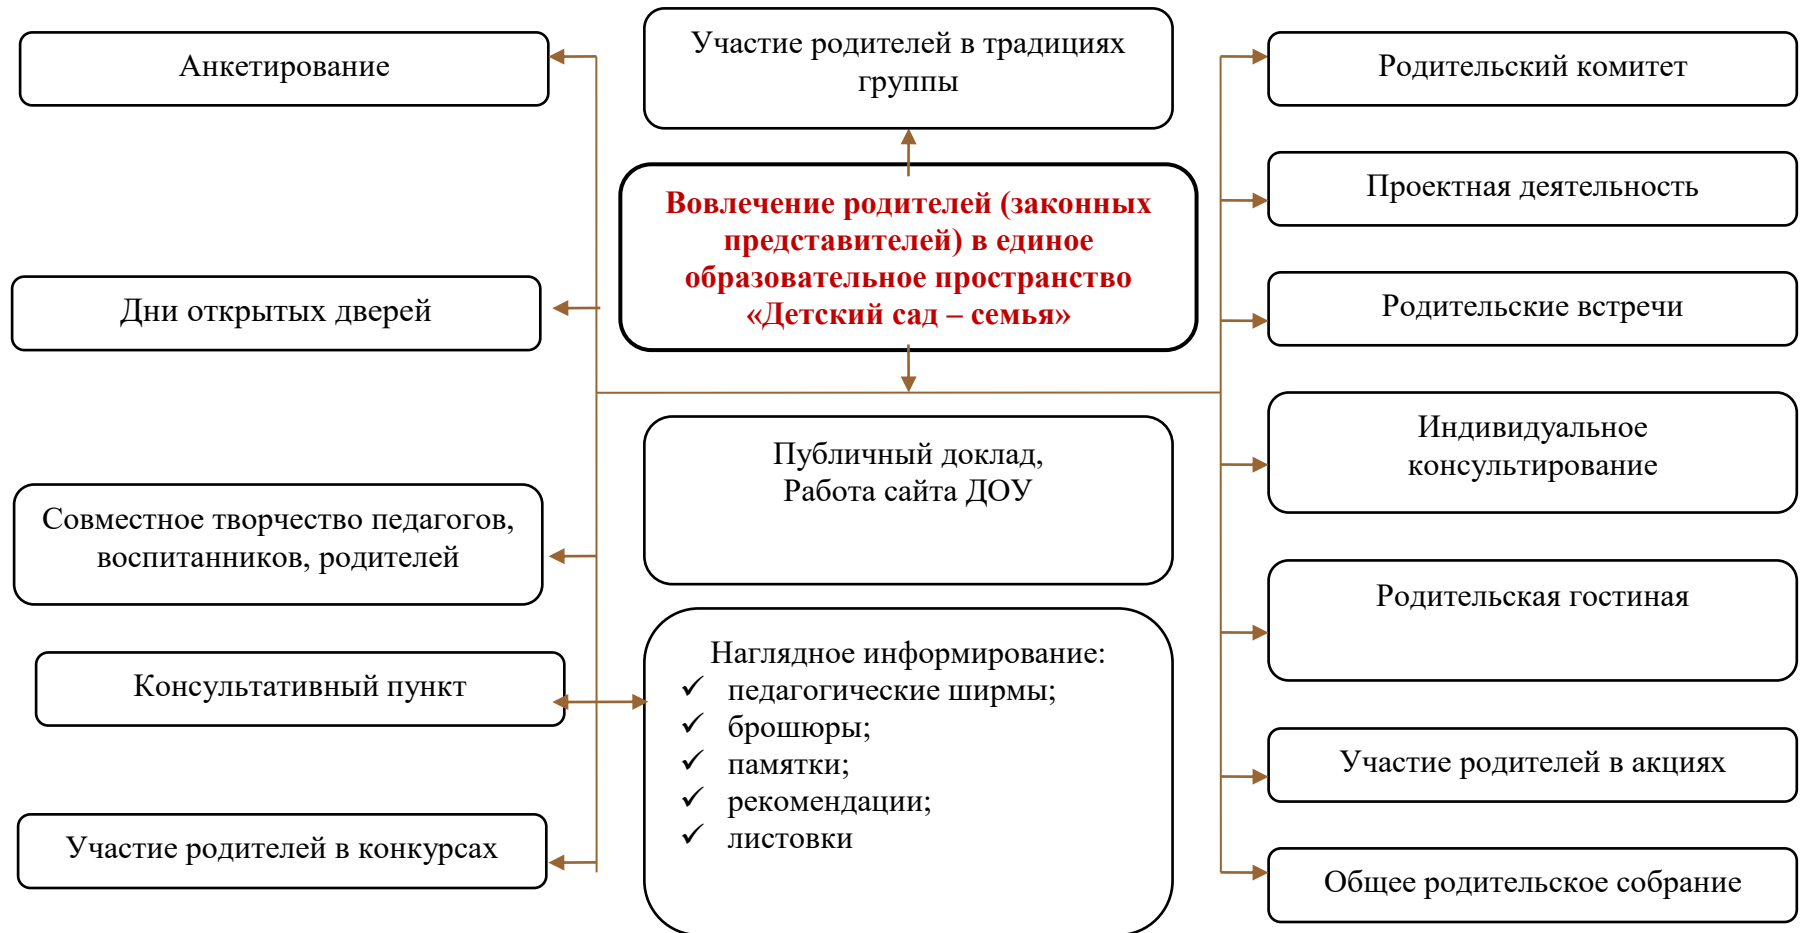 Анкетирование
Дни открытых дверей
Совместное творчество педагогов,
воспитанников, родителей
Консультативный пункт
Участие родителей в конкурсах
Участие родителей в традициях
группы
Вовлечение родителей (законных
представителей) в единое
образовательное пространство
«Детский сад – семья»
Публичный доклад,
Работа сайта ДОУ
Наглядное информирование:
✓ педагогические ширмы;
✓ брошюры;
✓ памятки;
✓ рекомендации;
✓ листовки
Родительский комитет
Проектная деятельность
Родительские встречи
Индивидуальное
консультирование
Родительская гостиная
Участие родителей в акциях
Общее родительское собрание